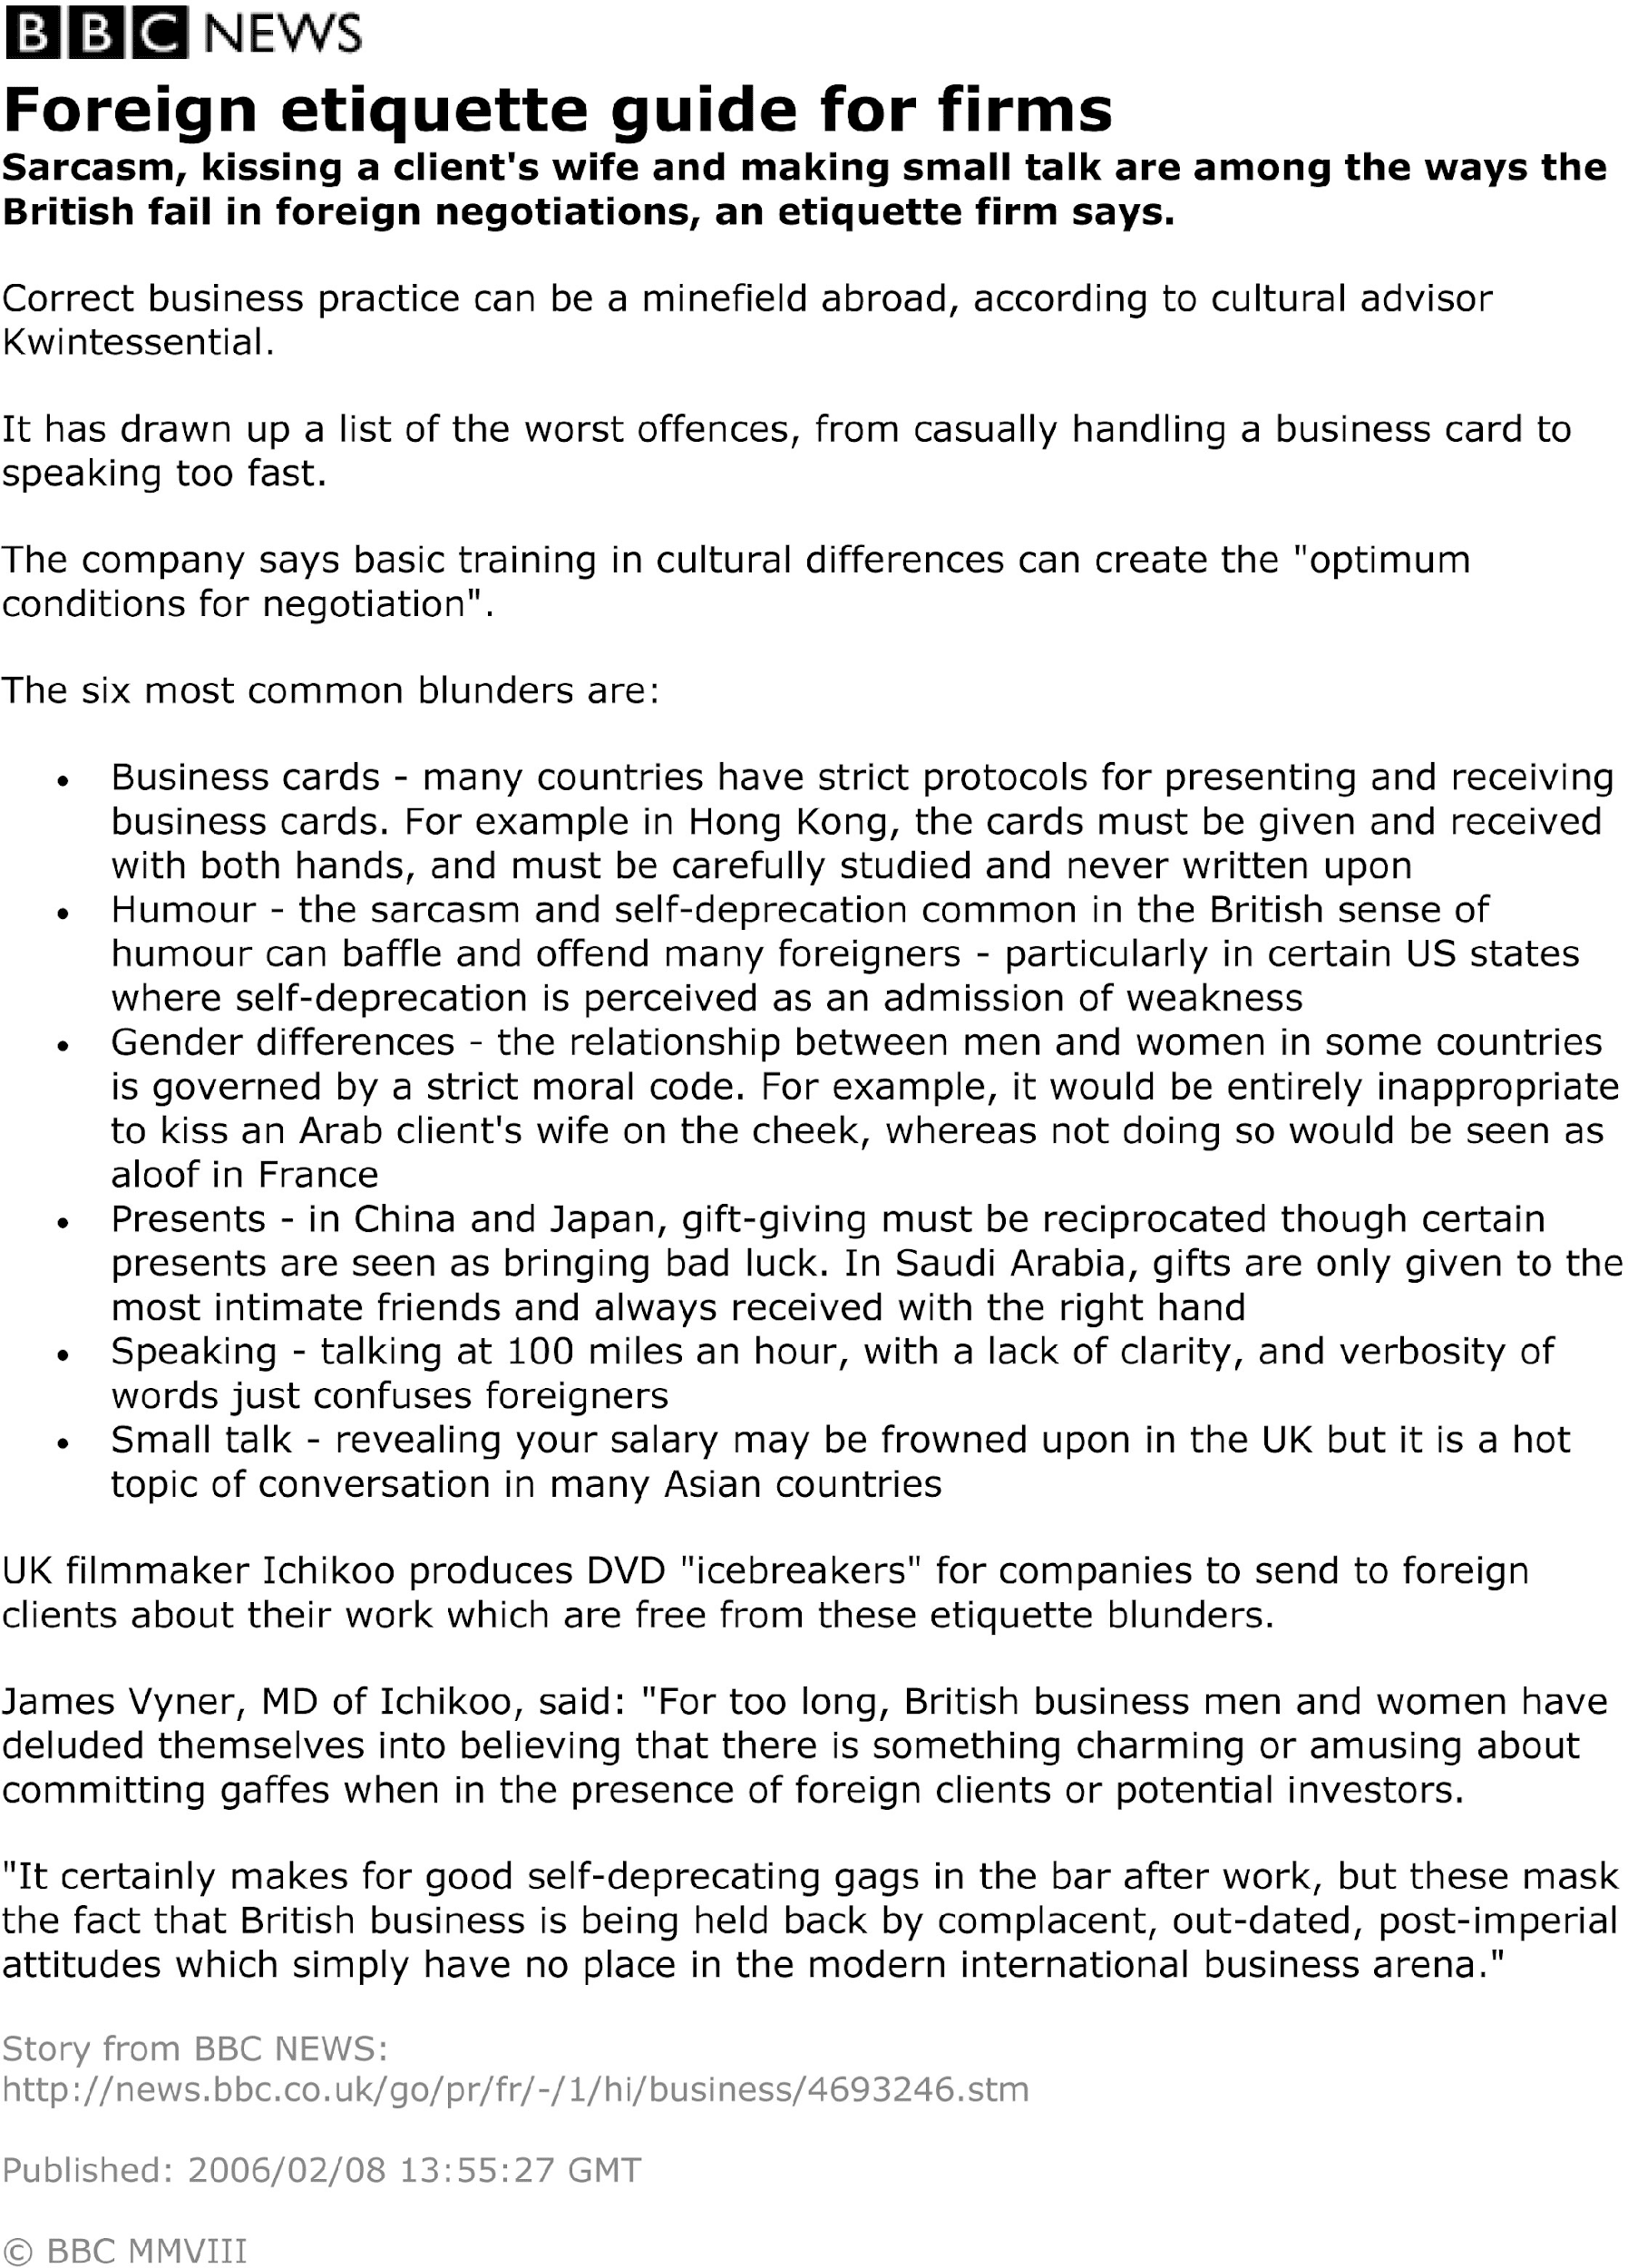 BBC NEWS
Foreign etiquette guide for firms
Sarcasm, kissing a client's wife and making small talk are among the ways the
British fail in foreign negotiations, an etiquette firm says.
Correct business practice can be a minefield abroad, according to cultural advisor
Kwintessential.
It has drawn up a list of the worst offences, from casually handling a business card to
speaking too fast.
The company says basic training in cultural differences can create the "optimum
conditions for negotiation".
The six most common blunders are:
• Business cards - many countries have strict protocols for presenting and receiving
business cards. For example in Hong Kong, the cards must be given and received
with both hands, and must be carefully studied and never written upon
• Humour - the sarcasm and self-deprecation common in the British sense of
humour can baffle and offend many foreigners - particularly in certain US states
where self-deprecation is perceived as an admission of weakness
• Gender differences - the relationship between men and women in some countries
is governed by a strict moral code. For example, it would be entirely inappropriate
to kiss an Arab client's wife on the cheek, whereas not doing so would be seen as
aloof in France
• Presents - in China and Japan, gift-giving must be reciprocated though certain
presents are seen as bringing bad luck. In Saudi Arabia, gifts are only given to the
most intimate friends and always received with the right hand
• Speaking - talking at 100 miles an hour, with a lack of clarity, and verbosity of
words just confuses foreigners
• Small talk - revealing your salary may be frowned upon in the UK but it is a hot
topic of conversation in many Asian countries
UK filmmaker Ichikoo produces DVD "icebreakers" for companies to send to foreign
clients about their work which are free from these etiquette blunders.
James Vyner, MD of Ichikoo, said: "For too long, British business men and women have
deluded themselves into believing that there is something charming or amusing about
committing gaffes when in the presence of foreign clients or potential investors.
"It certainly makes for good self-deprecating gags in the bar after work, but these mask
the fact that British business is being held back by complacent, out-dated, post-imperial
attitudes which simply have no place in the modern international business arena."
Story from BBC NEWS:
http://news.bbc.co.uk/go/pr/fr/-/1/hi/business/4693246.stm
Published: 2006/02/08 13:55:27 GMT
© BBC MMVIII